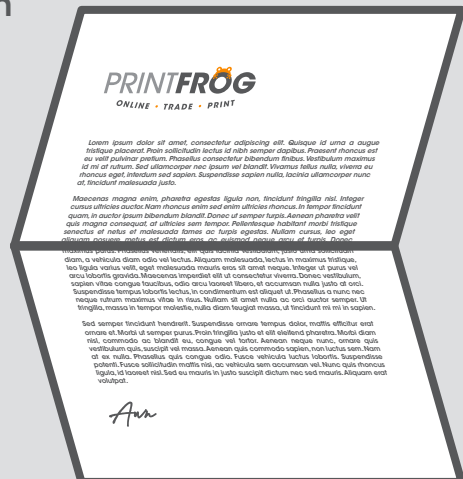 n
PRINTFROG
ONLINE • TRADE • PRINT
Lorem ipsum dolor sit amet, consectetur adipiscing elit. Quisque id urna a augue
tristique placerat. Proin sollicitudin lectus id nibh semper dapibus. Praesent rhoncus est
eu velit pulvinar pretium. Phasellus consectetur bibendum finibus. Vestibulum maximus
id mi at rutrum. Sed ullamcorper nec ipsum vel blandit. Vivamus tellus nulla, viverra eu
rhoncus eget, interdum sed sapien. Suspendisse sapien nulla, lacinia ullamcorper nunc
at, tincidunt malesuada justo.
Maecenas magna enim, pharetra egestas ligula non, tincidunt fringilla nisl. Integer
cursus ultricies auctor. Nam rhoncus enim sed enim ultricies rhoncus. In tempor tincidunt
quam, in auctor ipsum bibendum blandit. Donec ut semper turpis. Aenean pharetra velit
quis magna consequat, at ultricies sem tempor. Pellentesque habitant morbi tristique
senectus et netus et malesuada fames ac turpis egestas. Nullam cursus, leo eget
aliquam posuere, metus est dictum eros, ac euismod neque arcu et turpis. Donec
diam, a vehicula diam odio vel lectus. Aliquam malesuada, lectus in maximus tristique,
leo ligula varius velit, eget malesuada mauris eros sit amet neque. Integer ut purus vel
arcu lobortis gravida. Maecenas imperdiet elit ut consectetur viverra. Donec vestibulum,
sapien vitae congue faucibus, odio arcu laoreet libero, et accumsan nulla justo at orci.
Suspendisse tempus lobortis lectus, in condimentum est aliquet ut. Phasellus a nunc nec
neque rutrum maximus vitae in risus. Nullam sit amet nulla ac orci auctor semper. Ut
fringilla, massa in tempor molestie, nulla diam feugiat massa, ut tincidunt mi mi in sapien.
Sed semper tincidunt hendrerit. Suspendisse ornare tempus dolor, mattis efficitur erat
ornare et. Morbi ut semper purus. Proin fringilla justo et elit eleifend pharetra. Morbi diam
nisi, commodo ac blandit eu, congue vel tortor. Aenean neque nunc, ornare quis
vestibulum quis, suscipit vel massa. Aenean quis commodo sapien, non luctus sem. Nam
at ex nulla. Phasellus quis congue odio. Fusce vehicula luctus lobortis. Suspendisse
potenti. Fusce sollicitudin mattis nisi, ac vehicula sem accumsan vel. Nunc quis rhoncus
ligula, id laoreet nisl. Sed eu mauris in justo suscipit dictum nec sed mauris. Aliquam erat
volutpat.